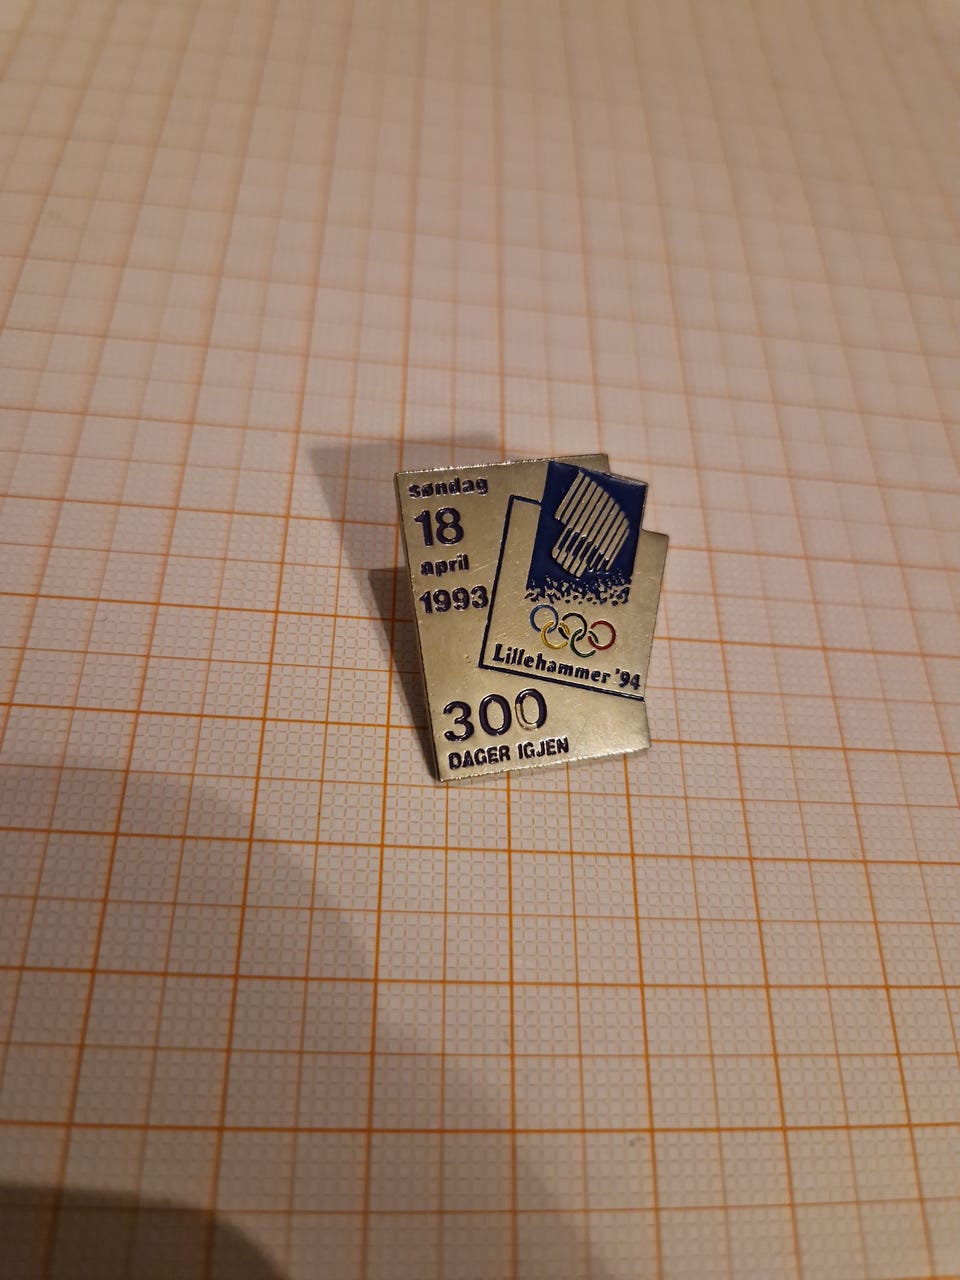 søndag
18
april
1993
Lillehammer '94
300
DAGER IGJEN